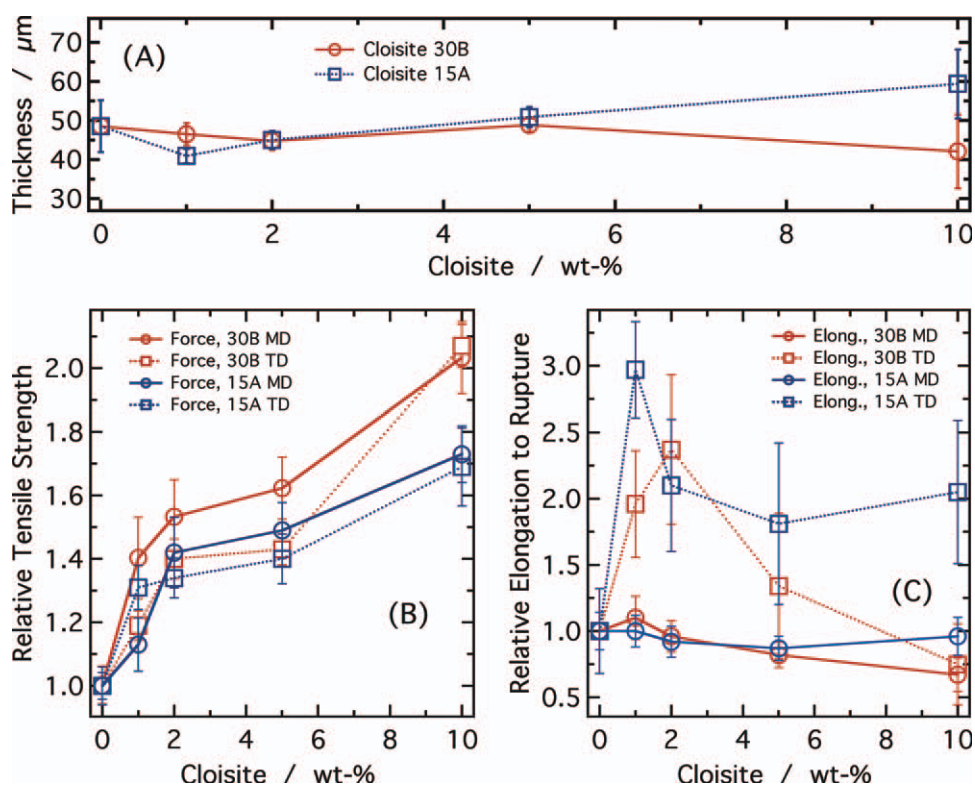 70
60
50
40
30
Thickness / μm
(A)
Cloisite 30B
Cloisite 15A
0 2 4 6 8 10
Cloisite / wt-%
2.0
1.8
1.6
1.4
1.2
1.0
Relative Tensile Strength
Force, 30B MD
Force, 30B TD
Force, 15A MD
Force, 15A TD
(B)
0 2 4 6 8 10
Cloisite / wt-%
3.0
2.5
2.0
1.5
1.0
0.5
Relative Elongation to Rupture
Elong., 30B MD
Elong., 30B TD
Elong., 15A MD
Elong., 15A TD
(C)
0 2 4 6 8 10
Cloisite / wt-%